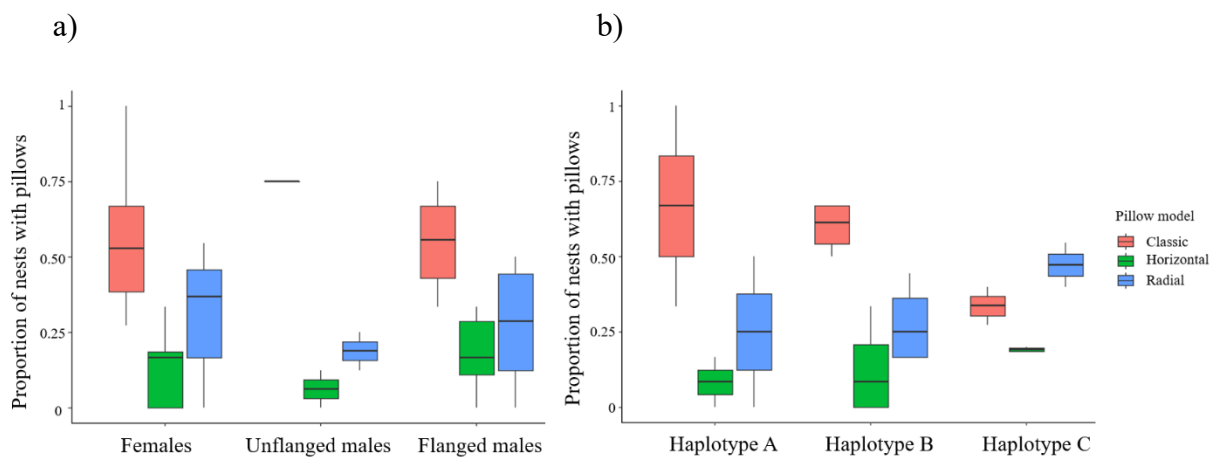 a)
b)
Proportion of nests with pillows
1
0.75
0.50
0.25
0
Females
Unflanged males
Flanged males
Proportion of nests with pillows
1
0.75
0.50
0.25
0
Haplotype A
Haplotype B
Haplotype C
Pillow model
Classic
Horizontal
Radial